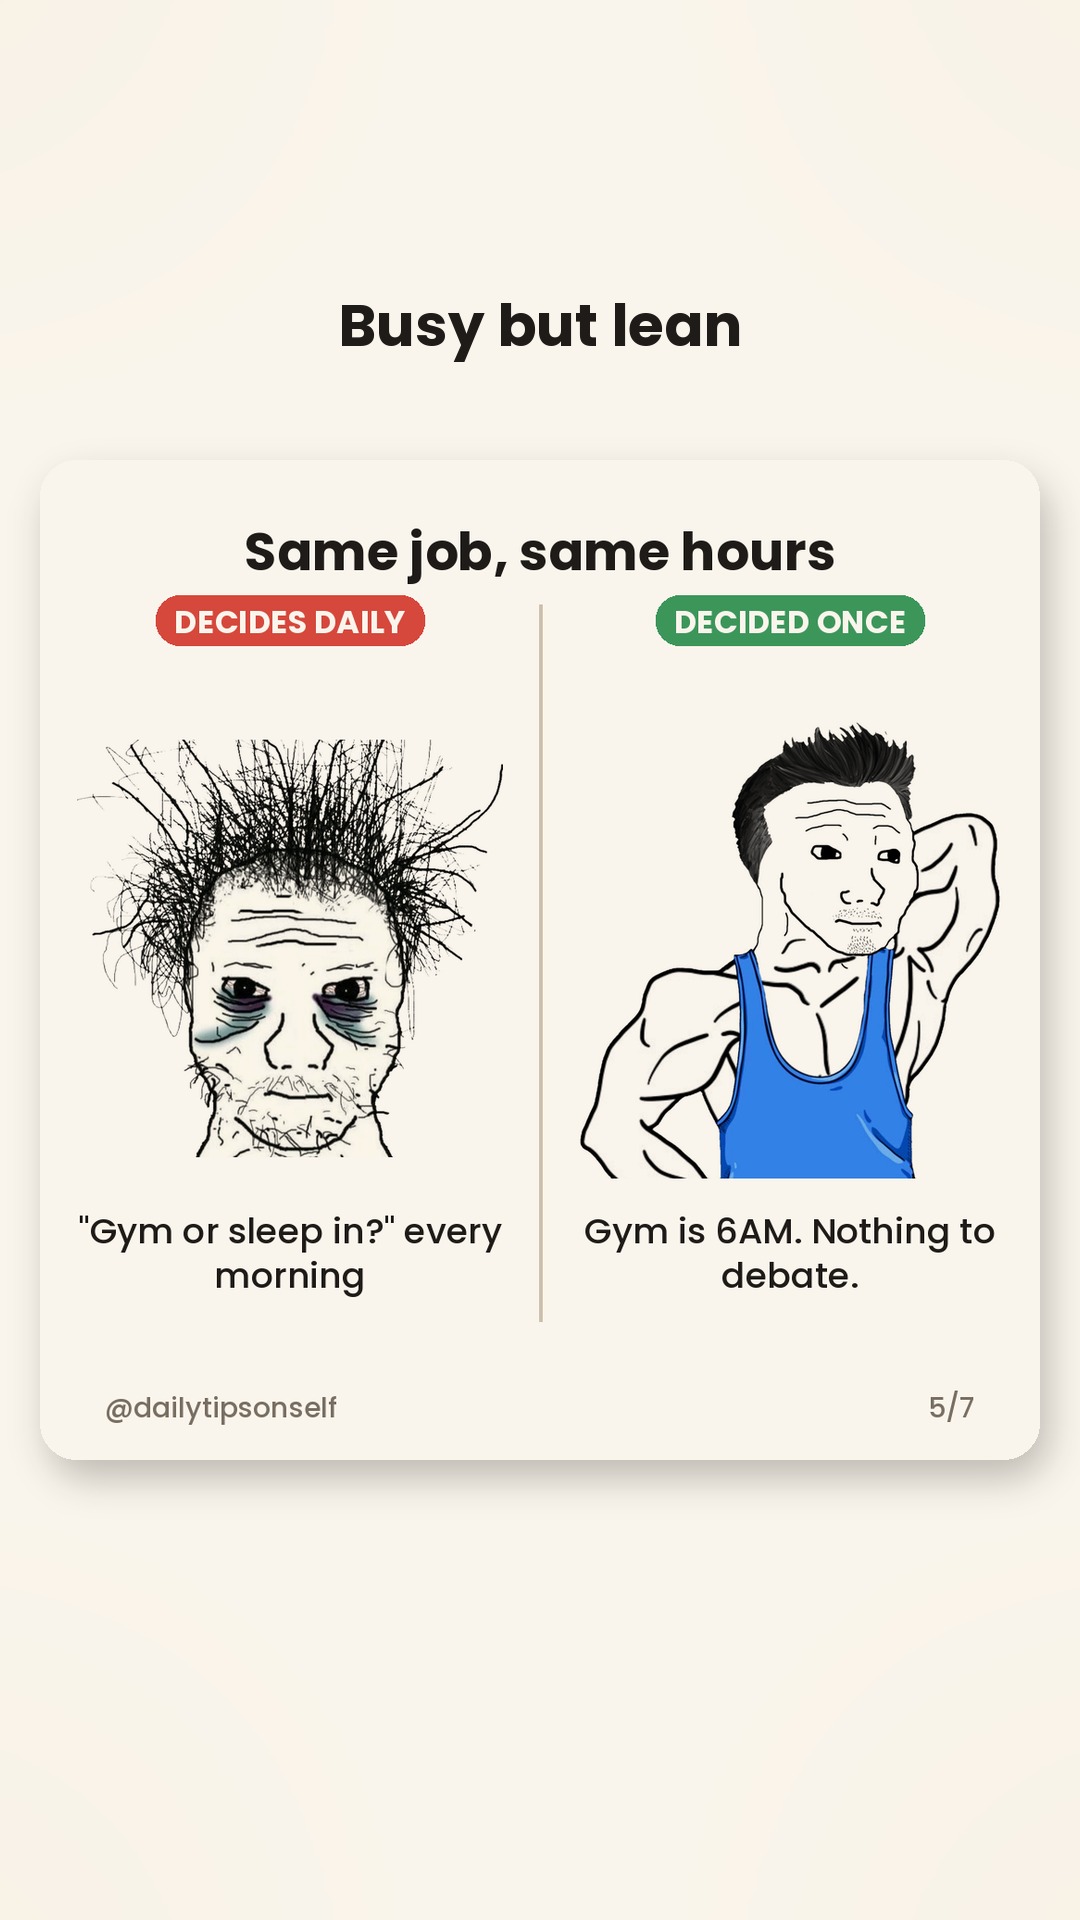 Busy but lean
Same job, same hours
DECIDES DAILY
DECIDED ONCE
"Gym or sleep in?" every
morning
Gym is 6AM. Nothing to
debate.
@dailytipsonself
5/7